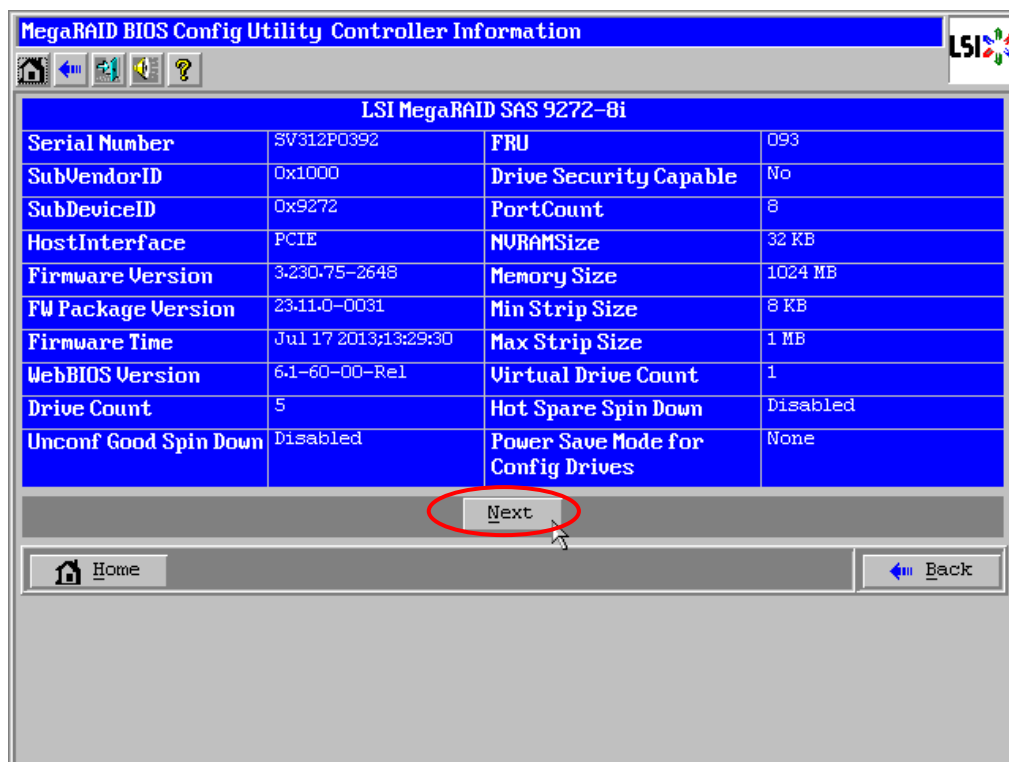 MegaRAID BIOS Config Utility Controller Information
LSI
LSI MegaRAID SAS 9272-8i
Serial Number SV312P0392 FRU 093
SubVendorID 0x1000 Drive Security Capable No
SubDeviceID 0x9272 PortCount 8
HostInterface PCIE NVRAMSize 32 KB
Firmware Version 3.230.75-2648 Memory Size 1024 MB
FW Package Version 23.11.0-0031 Min Strip Size 8 KB
Firmware Time Jul 17 2013;13:29:30 Max Strip Size 1 MB
WebBIOS Version 6.1-60-00-Rel Virtual Drive Count 1
Drive Count 5 Hot Spare Spin Down Disabled
Unconf Good Spin Down Disabled Power Save Mode for None
Config Drives
Next
Home Back